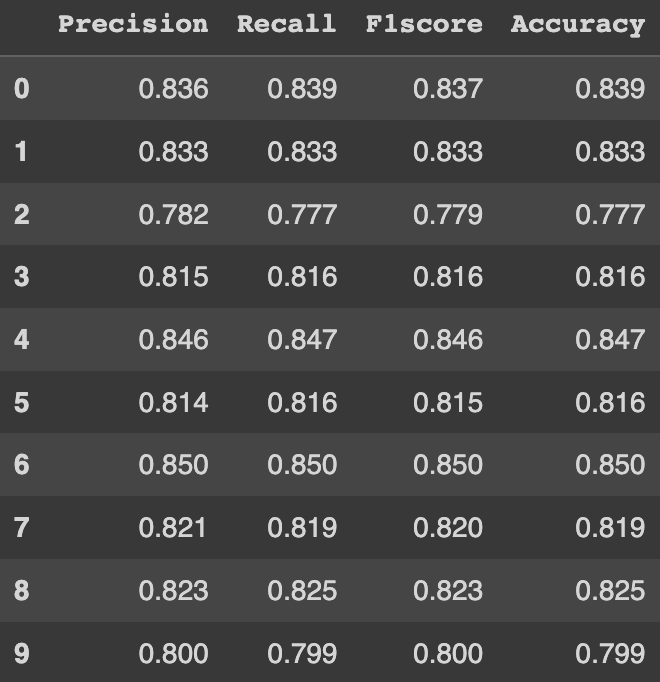 Precision Recall F1score Accuracy
0 0.836 0.839 0.837 0.839
1 0.833 0.833 0.833 0.833
2 0.782 0.777 0.779 0.777
3 0.815 0.816 0.816 0.816
4 0.846 0.847 0.846 0.847
5 0.814 0.816 0.815 0.816
6 0.850 0.850 0.850 0.850
7 0.821 0.819 0.820 0.819
8 0.823 0.825 0.823 0.825
9 0.800 0.799 0.800 0.799